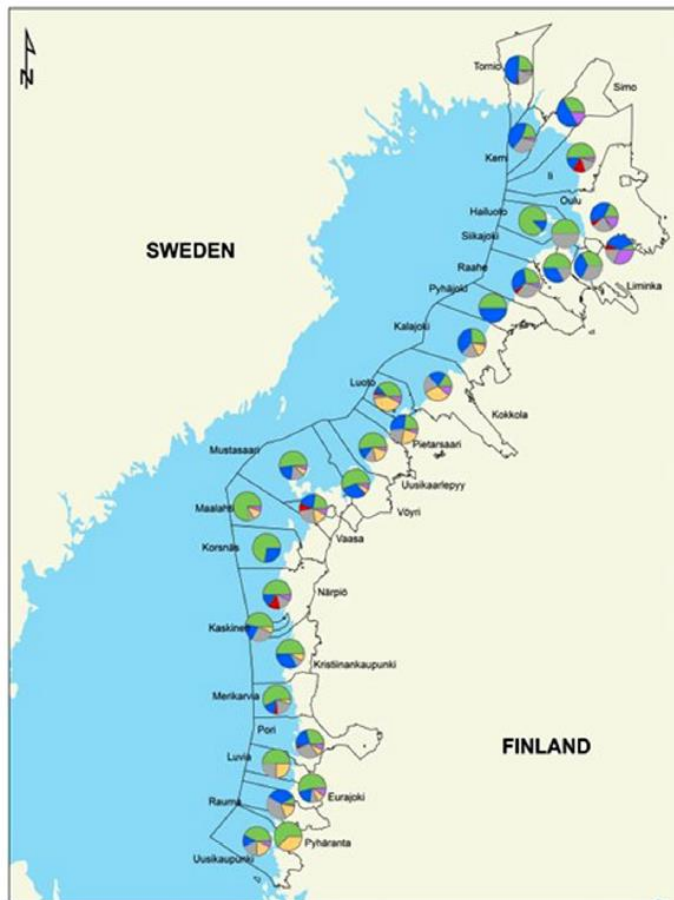 N
Tornio
Simo
Kemi
Ii
Oulu
Hailuoto
Siikajoki
SWEDEN
Raahe
Liminka
Pyhäjoki
Kalajoki
Luoto
Kokkola
Pietarsaari
Mustasaari
Uusikaarlepyy
Maalahti
Vöyri
Vaasa
Korsnäs
Närpiö
Kaskinen
Kristiinankaupunki
Merikarvia
Pori
FINLAND
Luvia
Eurajoki
Rauma
Pyhäranta
Uusikaupunki